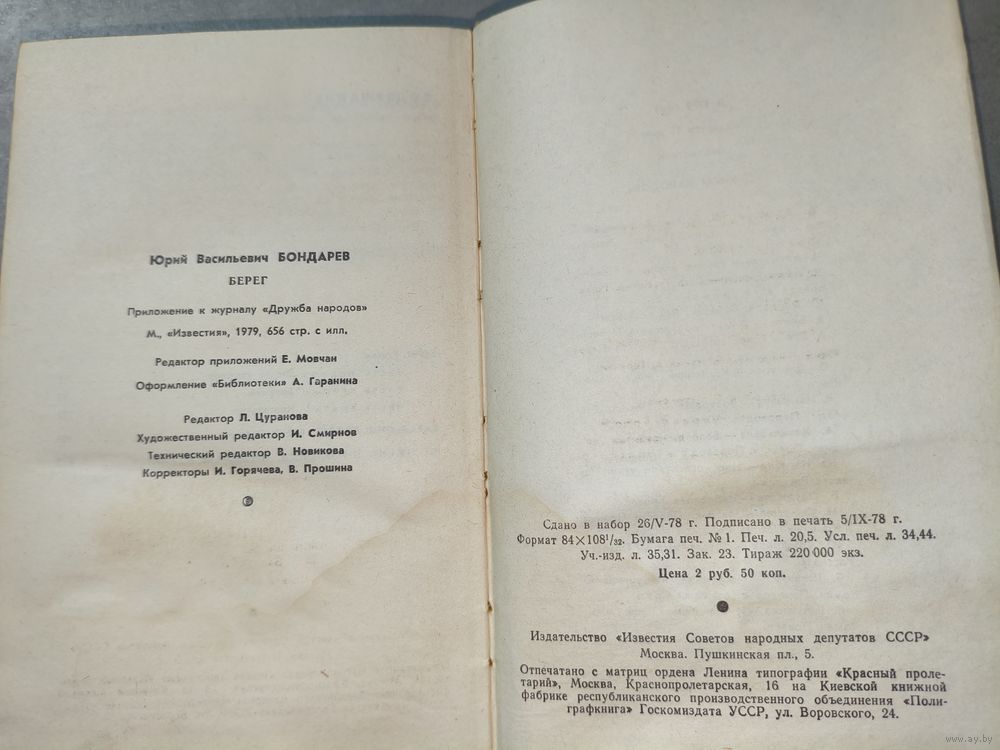 Юрий Васильевич БОНДАРЕВ
БЕРЕГ
Приложение к журналу «Дружба народов»
М., «Известия», 1979, 656 стр. с илл.
Редактор приложений Е. Мовчан
Оформление «Библиотеки» А. Гаранина
Редактор Л. Цуранова
Художественный редактор И. Смирнов
Технический редактор В. Новикова
Корректоры И. Горячева, В. Прошина
Сдано в набор 26/V-78 г. Подписано в печать 5/IX-78 г.
Формат 84×108¹/₃₂. Бумага печ. № 1. Печ. л. 20,5. Усл. печ. л. 34,44.
Уч.-изд. л. 35,31. Зак. 23. Тираж 220 000 экз.
Цена 2 руб. 50 коп.
Издательство «Известия Советов народных депутатов СССР»
Москва. Пушкинская пл., 5.
Отпечатано с матриц ордена Ленина типографии «Красный проле-
тарий», Москва, Краснопролетарская, 16 на Киевской книжной
фабрике республиканского производственного объединения «Поли-
графкнига» Госкомиздата УССР, ул. Воровского, 24.
www.ay.by